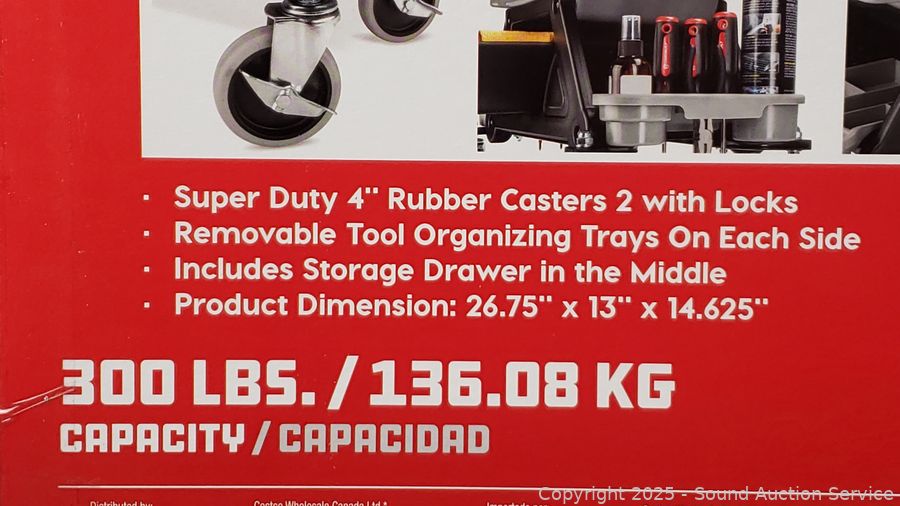 · Super Duty 4" Rubber Casters 2 with Locks
· Removable Tool Organizing Trays On Each Side
· Includes Storage Drawer in the Middle
· Product Dimension: 26.75" x 13" x 14.625"
300 LBS. / 136.08 KG
CAPACITY / CAPACIDAD
Distributed by: Costco Wholesale Canada Ltd.*
Copyright 2025 - Sound Auction Service